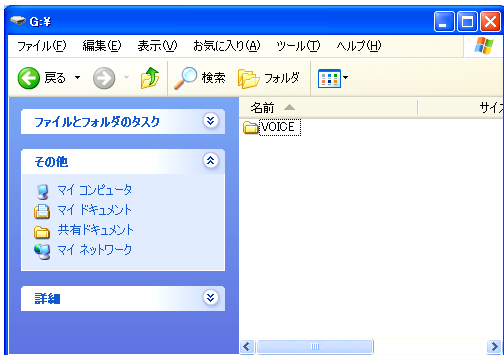 G:¥
ファイル(F) 編集(E) 表示(V) お気に入り(A) ツール(T) ヘルプ(H)
戻る 検索 フォルダ
ファイルとフォルダのタスク
その他
マイ コンピュータ
マイ ドキュメント
共有ドキュメント
マイ ネットワーク
詳細
名前 サイズ
VOICE